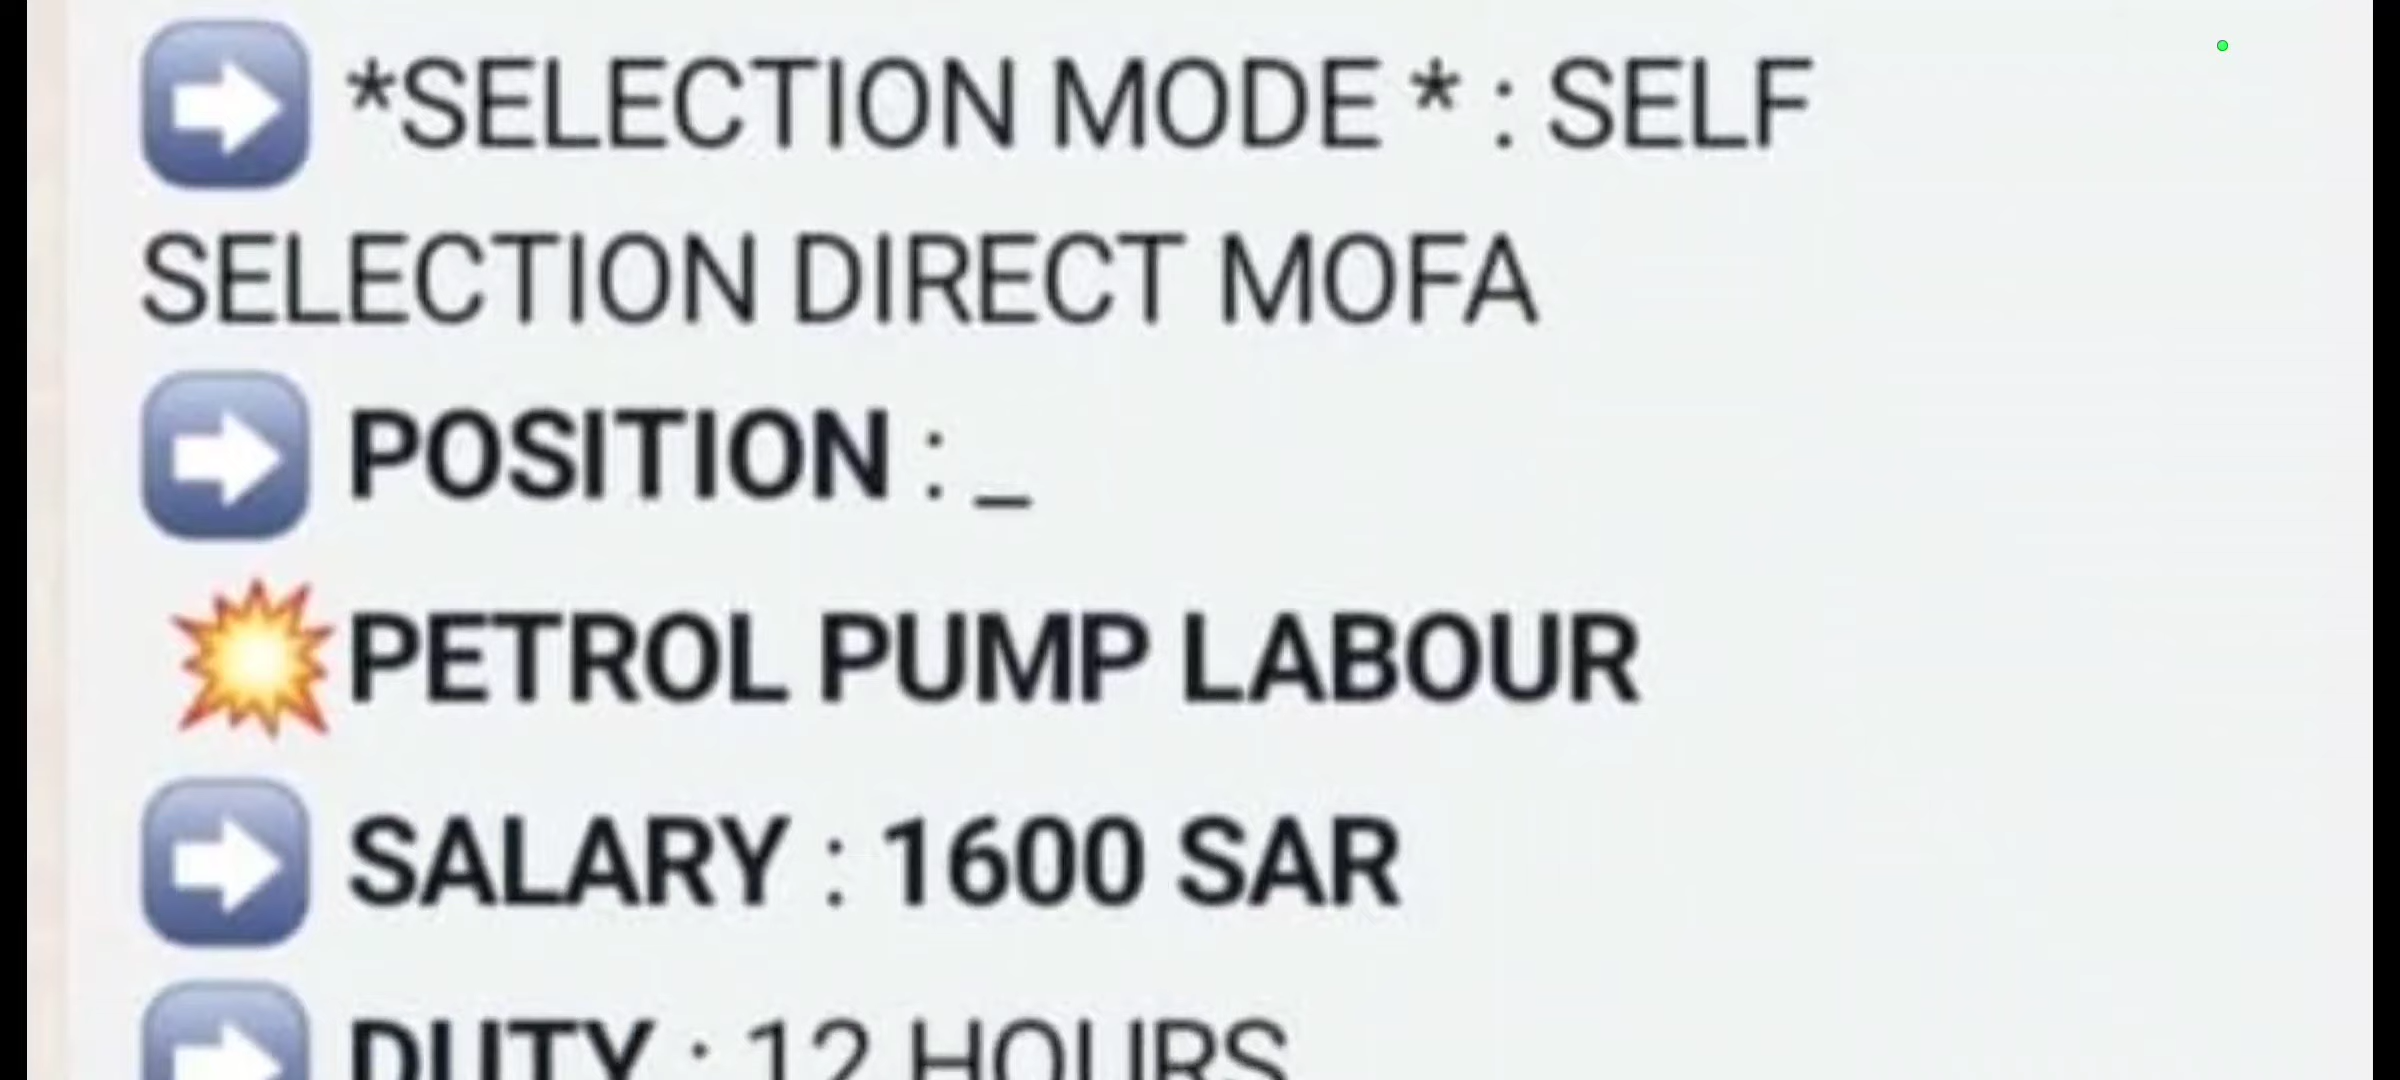 ➡️ *SELECTION MODE * : SELF
SELECTION DIRECT MOFA
➡️ POSITION : _
💥PETROL PUMP LABOUR
➡️ SALARY : 1600 SAR
➡️ DUTY : 12 HOURS